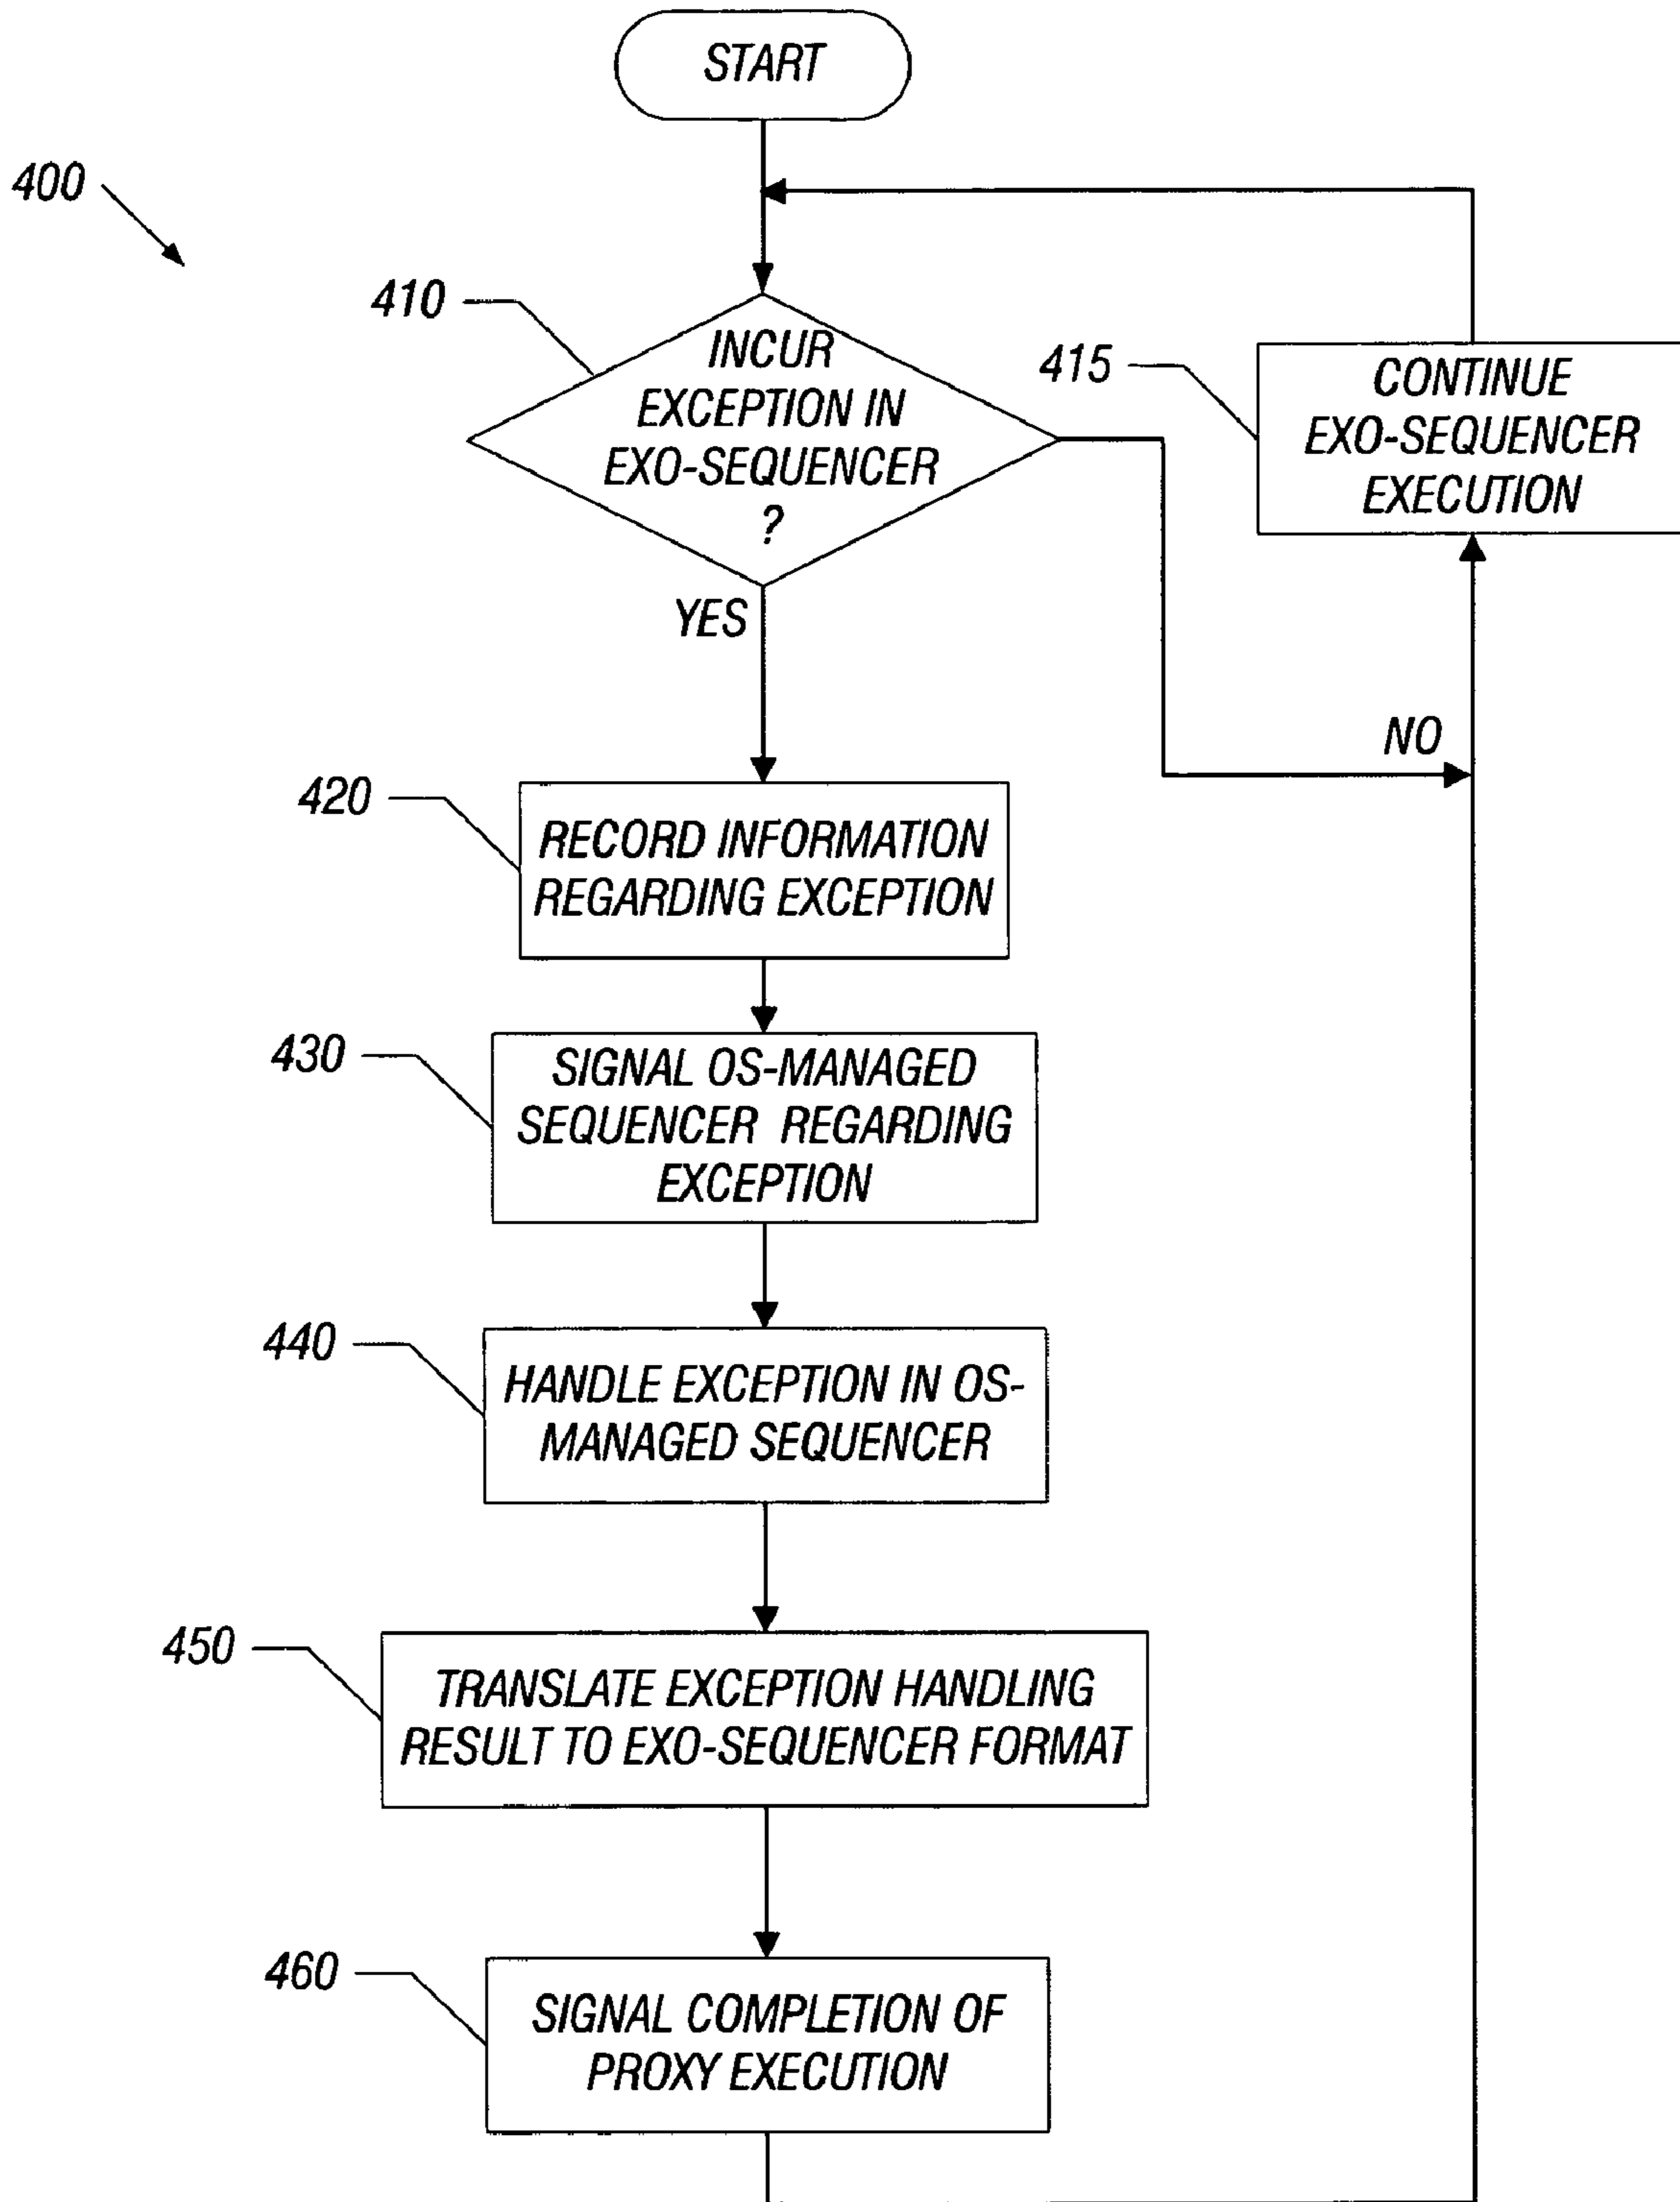 START
400
410
INCUR
EXCEPTION IN
EXO-SEQUENCER
?
415
CONTINUE
EXO-SEQUENCER
EXECUTION
YES
NO
420
RECORD INFORMATION
REGARDING EXCEPTION
430
SIGNAL OS-MANAGED
SEQUENCER REGARDING
EXCEPTION
440
HANDLE EXCEPTION IN OS-
MANAGED SEQUENCER
450
TRANSLATE EXCEPTION HANDLING
RESULT TO EXO-SEQUENCER FORMAT
460
SIGNAL COMPLETION OF
PROXY EXECUTION